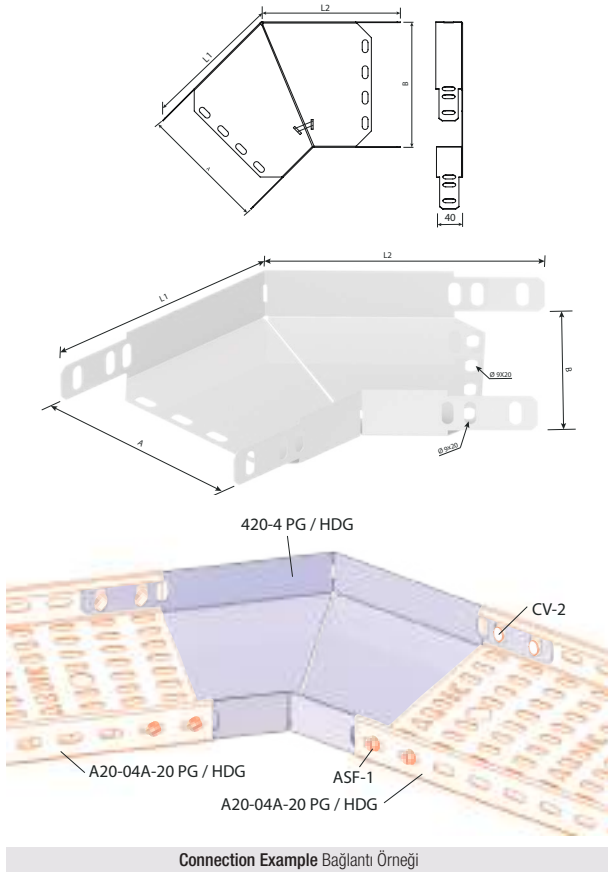 L2
L1
B
A
40
L2
L1
B
Ø 9X20
A
Ø 9x20
420-4 PG / HDG
CV-2
A20-04A-20 PG / HDG
ASF-1
A20-04A-20 PG / HDG
Connection Example Bağlantı Örneği